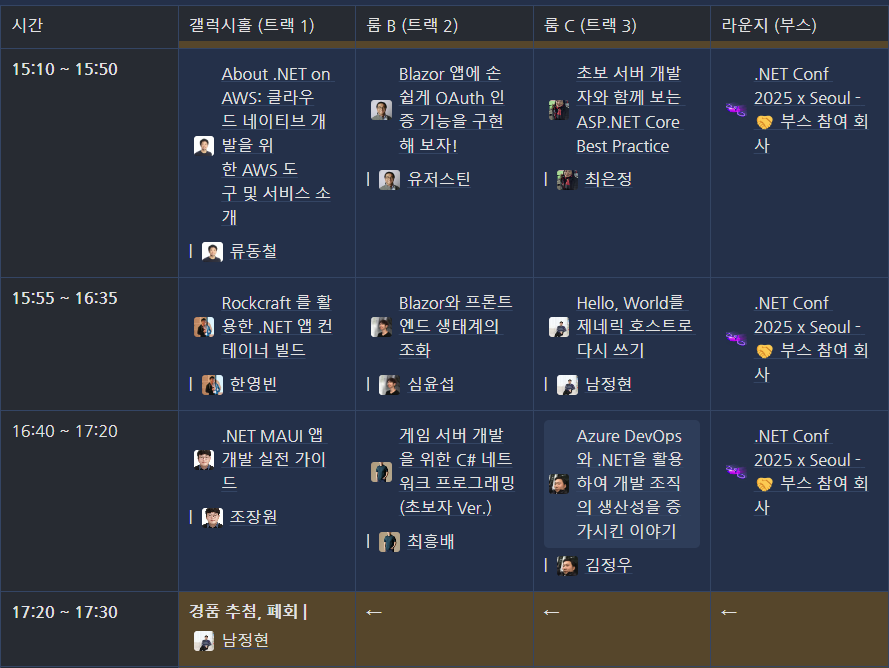 시간
갤럭시홀 (트랙 1)
룸 B (트랙 2)
룸 C (트랙 3)
라운지 (부스)
15:10 ~ 15:50
About .NET on
AWS: 클라우
드 네이티브 개
발을 위
한 AWS 도
구 및 서비스 소
개
| 류동철
Blazor 앱에 손
쉽게 OAuth 인
증 기능을 구현
해 보자!
| 유저스틴
초보 서버 개발
자와 함께 보는
ASP.NET Core
Best Practice
| 최은정
.NET Conf
2025 x Seoul -
🤝 부스 참여 회
사
15:55 ~ 16:35
Rockcraft 를 활
용한 .NET 앱 컨
테이너 빌드
| 한영빈
Blazor와 프론트
엔드 생태계의
조화
| 심윤섭
Hello, World를
제네릭 호스트로
다시 쓰기
| 남정현
.NET Conf
2025 x Seoul -
🤝 부스 참여 회
사
16:40 ~ 17:20
.NET MAUI 앱
개발 실전 가이
드
| 조장원
게임 서버 개발
을 위한 C# 네트
워크 프로그래밍
(초보자 Ver.)
| 최흥배
Azure DevOps
와 .NET을 활용
하여 개발 조직
의 생산성을 증
가시킨 이야기
| 김정우
.NET Conf
2025 x Seoul -
🤝 부스 참여 회
사
17:20 ~ 17:30
경품 추첨, 폐회 |
남정현
←
←
←